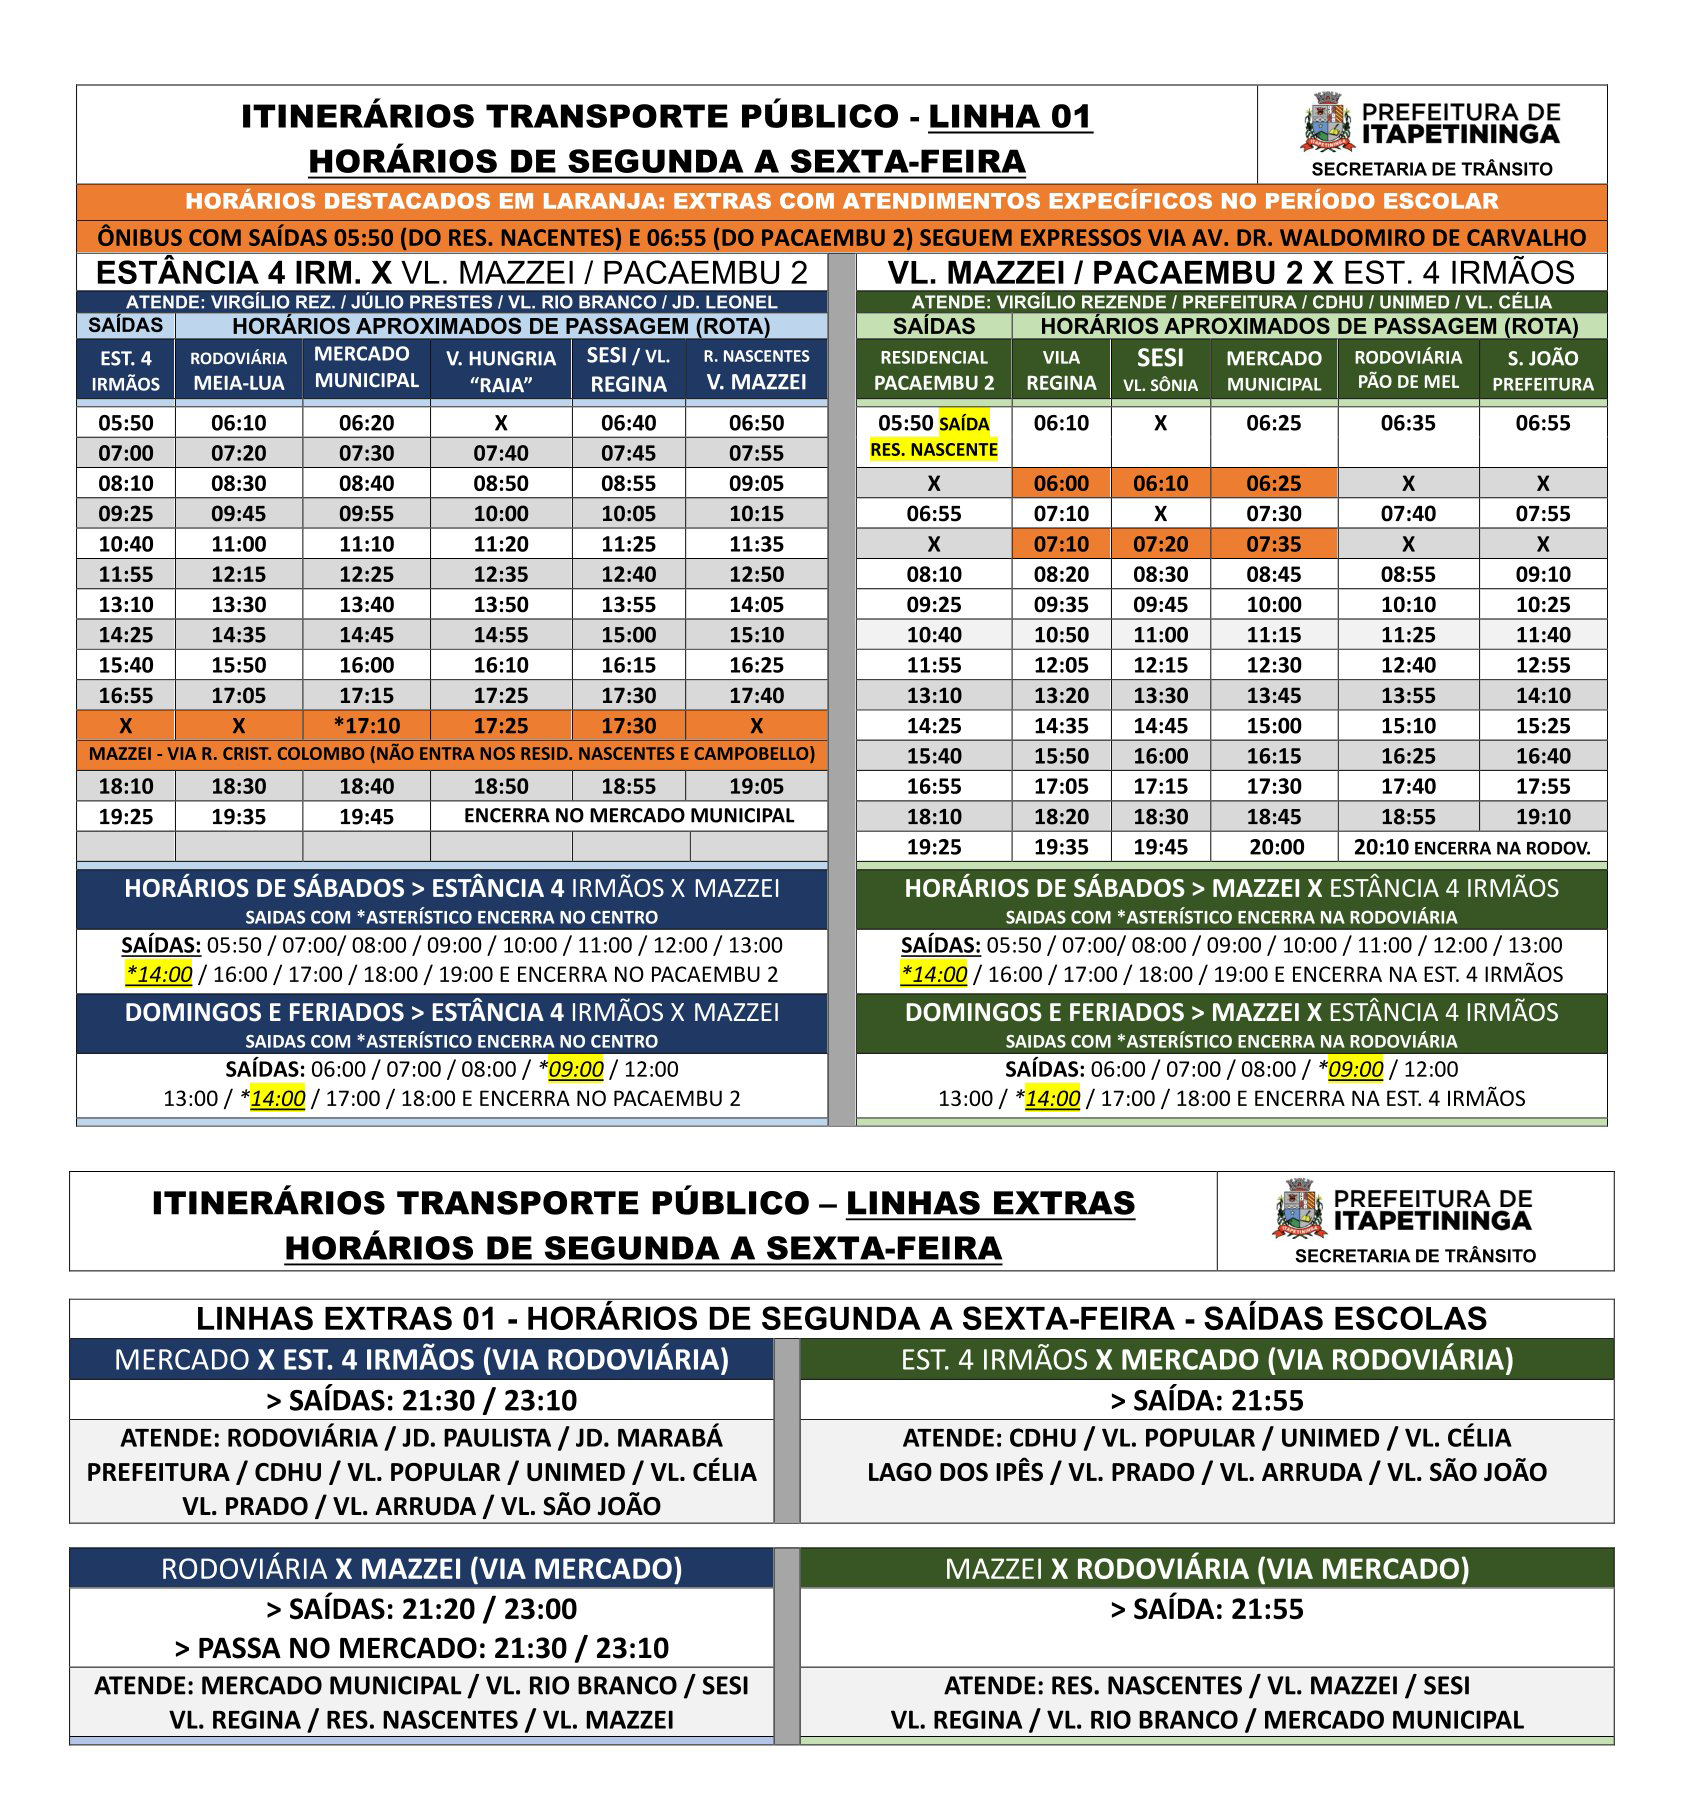 ITINERÁRIOS TRANSPORTE PÚBLICO - LINHA 01
HORÁRIOS DE SEGUNDA A SEXTA-FEIRA
PREFEITURA DE
ITAPETININGA
SECRETARIA DE TRÂNSITO
HORÁRIOS DESTACADOS EM LARANJA: EXTRAS COM ATENDIMENTOS EXPECÍFICOS NO PERÍODO ESCOLAR
ÔNIBUS COM SAÍDAS 05:50 (DO RES. NACENTES) E 06:55 (DO PACAEMBU 2) SEGUEM EXPRESSOS VIA AV. DR. WALDOMIRO DE CARVALHO
ESTÂNCIA 4 IRM. X VL. MAZZEI / PACAEMBU 2
ATENDE: VIRGÍLIO REZ. / JÚLIO PRESTES / VL. RIO BRANCO / JD. LEONEL
SAÍDAS HORÁRIOS APROXIMADOS DE PASSAGEM (ROTA)
EST. 4 RODOVIÁRIA MERCADO V. HUNGRIA SESI / VL. R. NASCENTES
IRMÃOS MEIA-LUA MUNICIPAL “RAIA” REGINA V. MAZZEI
05:50 06:10 06:20 X 06:40 06:50
07:00 07:20 07:30 07:40 07:45 07:55
08:10 08:30 08:40 08:50 08:55 09:05
09:25 09:45 09:55 10:00 10:05 10:15
10:40 11:00 11:10 11:20 11:25 11:35
11:55 12:15 12:25 12:35 12:40 12:50
13:10 13:30 13:40 13:50 13:55 14:05
14:25 14:35 14:45 14:55 15:00 15:10
15:40 15:50 16:00 16:10 16:15 16:25
16:55 17:05 17:15 17:25 17:30 17:40
X X *17:10 17:25 17:30 X
MAZZEI - VIA R. CRIST. COLOMBO (NÃO ENTRA NOS RESID. NASCENTES E CAMPOBELLO)
18:10 18:30 18:40 18:50 18:55 19:05
19:25 19:35 19:45 ENCERRA NO MERCADO MUNICIPAL
HORÁRIOS DE SÁBADOS > ESTÂNCIA 4 IRMÃOS X MAZZEI
SAIDAS COM *ASTERÍSTICO ENCERRA NO CENTRO
SAÍDAS: 05:50 / 07:00/ 08:00 / 09:00 / 10:00 / 11:00 / 12:00 / 13:00
*14:00 / 16:00 / 17:00 / 18:00 / 19:00 E ENCERRA NO PACAEMBU 2
DOMINGOS E FERIADOS > ESTÂNCIA 4 IRMÃOS X MAZZEI
SAIDAS COM *ASTERÍSTICO ENCERRA NO CENTRO
SAÍDAS: 06:00 / 07:00 / 08:00 / *09:00 / 12:00
13:00 / *14:00 / 17:00 / 18:00 E ENCERRA NO PACAEMBU 2
VL. MAZZEI / PACAEMBU 2 X EST. 4 IRMÃOS
ATENDE: VIRGÍLIO REZENDE / PREFEITURA / CDHU / UNIMED / VL. CÉLIA
SAÍDAS HORÁRIOS APROXIMADOS DE PASSAGEM (ROTA)
RESIDENCIAL VILA SESI MERCADO RODOVIÁRIA S. JOÃO
PACAEMBU 2 REGINA VL. SÔNIA MUNICIPAL PÃO DE MEL PREFEITURA
05:50 SAÍDA 06:10 X 06:25 06:35 06:55
RES. NASCENTE
X 06:00 06:10 06:25 X X
06:55 07:10 X 07:30 07:40 07:55
X 07:10 07:20 07:35 X X
08:10 08:20 08:30 08:45 08:55 09:10
09:25 09:35 09:45 10:00 10:10 10:25
10:40 10:50 11:00 11:15 11:25 11:40
11:55 12:05 12:15 12:30 12:40 12:55
13:10 13:20 13:30 13:45 13:55 14:10
14:25 14:35 14:45 15:00 15:10 15:25
15:40 15:50 16:00 16:15 16:25 16:40
16:55 17:05 17:15 17:30 17:40 17:55
18:10 18:20 18:30 18:45 18:55 19:10
19:25 19:35 19:45 20:00 20:10 ENCERRA NA RODOV.
HORÁRIOS DE SÁBADOS > MAZZEI X ESTÂNCIA 4 IRMÃOS
SAIDAS COM *ASTERÍSTICO ENCERRA NA RODOVIÁRIA
SAÍDAS: 05:50 / 07:00/ 08:00 / 09:00 / 10:00 / 11:00 / 12:00 / 13:00
*14:00 / 16:00 / 17:00 / 18:00 / 19:00 E ENCERRA NA EST. 4 IRMÃOS
DOMINGOS E FERIADOS > MAZZEI X ESTÂNCIA 4 IRMÃOS
SAIDAS COM *ASTERÍSTICO ENCERRA NA RODOVIÁRIA
SAÍDAS: 06:00 / 07:00 / 08:00 / *09:00 / 12:00
13:00 / *14:00 / 17:00 / 18:00 E ENCERRA NA EST. 4 IRMÃOS
ITINERÁRIOS TRANSPORTE PÚBLICO – LINHAS EXTRAS
HORÁRIOS DE SEGUNDA A SEXTA-FEIRA
PREFEITURA DE
ITAPETININGA
SECRETARIA DE TRÂNSITO
LINHAS EXTRAS 01 - HORÁRIOS DE SEGUNDA A SEXTA-FEIRA - SAÍDAS ESCOLAS
MERCADO X EST. 4 IRMÃOS (VIA RODOVIÁRIA)
> SAÍDAS: 21:30 / 23:10
ATENDE: RODOVIÁRIA / JD. PAULISTA / JD. MARABÁ
PREFEITURA / CDHU / VL. POPULAR / UNIMED / VL. CÉLIA
VL. PRADO / VL. ARRUDA / VL. SÃO JOÃO
EST. 4 IRMÃOS X MERCADO (VIA RODOVIÁRIA)
> SAÍDA: 21:55
ATENDE: CDHU / VL. POPULAR / UNIMED / VL. CÉLIA
LAGO DOS IPÊS / VL. PRADO / VL. ARRUDA / VL. SÃO JOÃO
RODOVIÁRIA X MAZZEI (VIA MERCADO)
> SAÍDAS: 21:20 / 23:00
> PASSA NO MERCADO: 21:30 / 23:10
ATENDE: MERCADO MUNICIPAL / VL. RIO BRANCO / SESI
VL. REGINA / RES. NASCENTES / VL. MAZZEI
MAZZEI X RODOVIÁRIA (VIA MERCADO)
> SAÍDA: 21:55
ATENDE: RES. NASCENTES / VL. MAZZEI / SESI
VL. REGINA / VL. RIO BRANCO / MERCADO MUNICIPAL